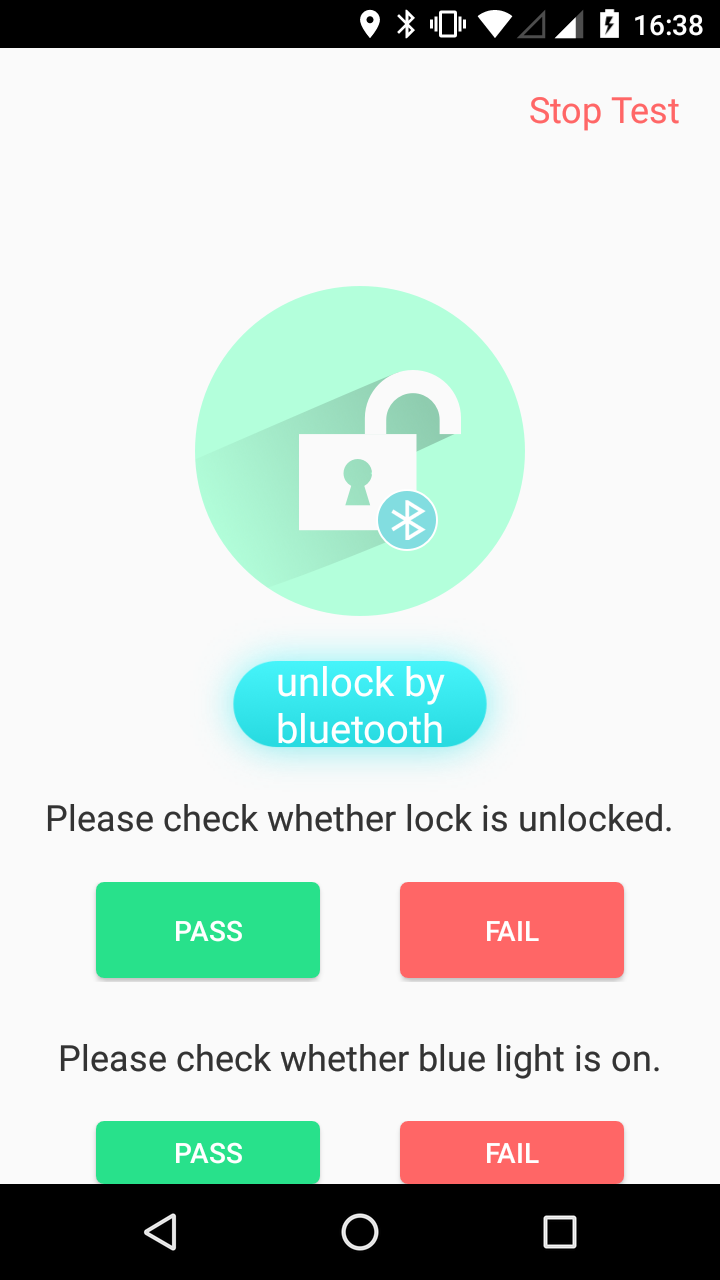 16:38
Stop Test
unlock by
bluetooth
Please check whether lock is unlocked.
PASS
FAIL
Please check whether blue light is on.
PASS
FAIL